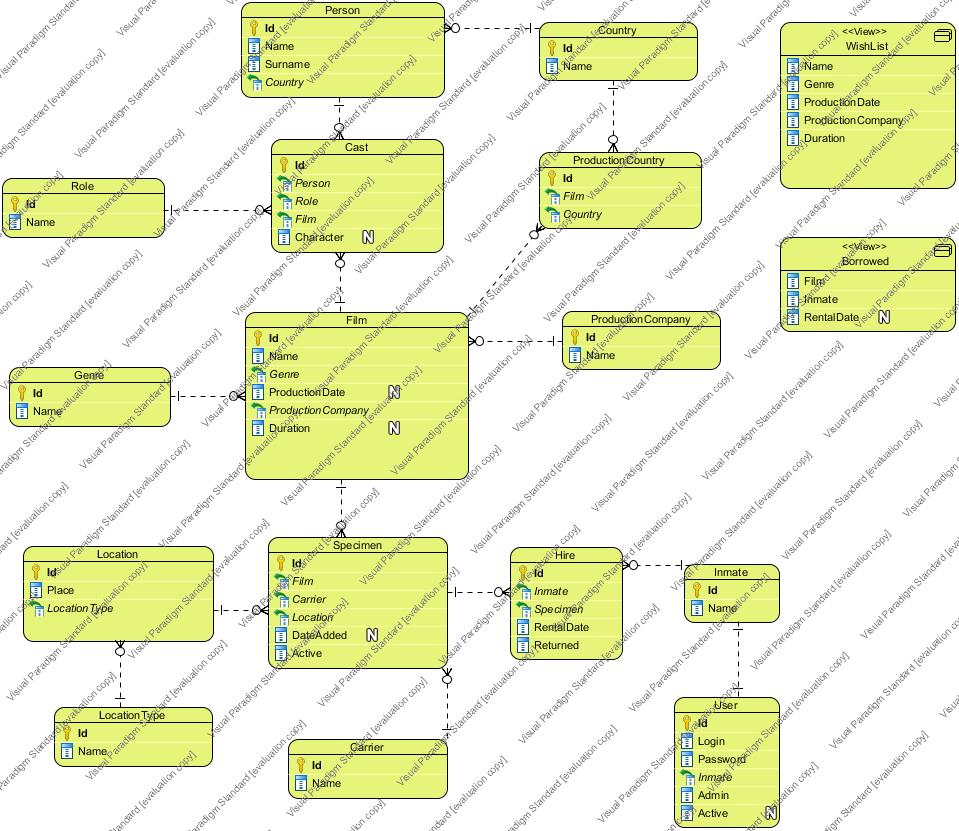 Person
Id
Name
Surname
Country
Country
Id
Name
<<View>>
WishList
Name
Genre
ProductionDate
ProductionCompany
Duration
Cast
Id
Person
Role
Film
Character N
ProductionCountry
Id
Film
Country
Role
Id
Name
<<View>>
Borrowed
Film
Inmate
RentalDate N
Film
Id
Name
Genre
ProductionDate N
ProductionCompany
Duration N
ProductionCompany
Id
Name
Genre
Id
Name
Location
Id
Place
LocationType
Specimen
Id
Film
Carrier
Location
DateAdded N
Active
Hire
Id
Inmate
Specimen
RentalDate
Returned
Inmate
Id
Name
LocationType
Id
Name
Carrier
Id
Name
User
Id
Login
Password
Inmate
Admin
Active N
Visual Paradigm Standard [evaluation copy]